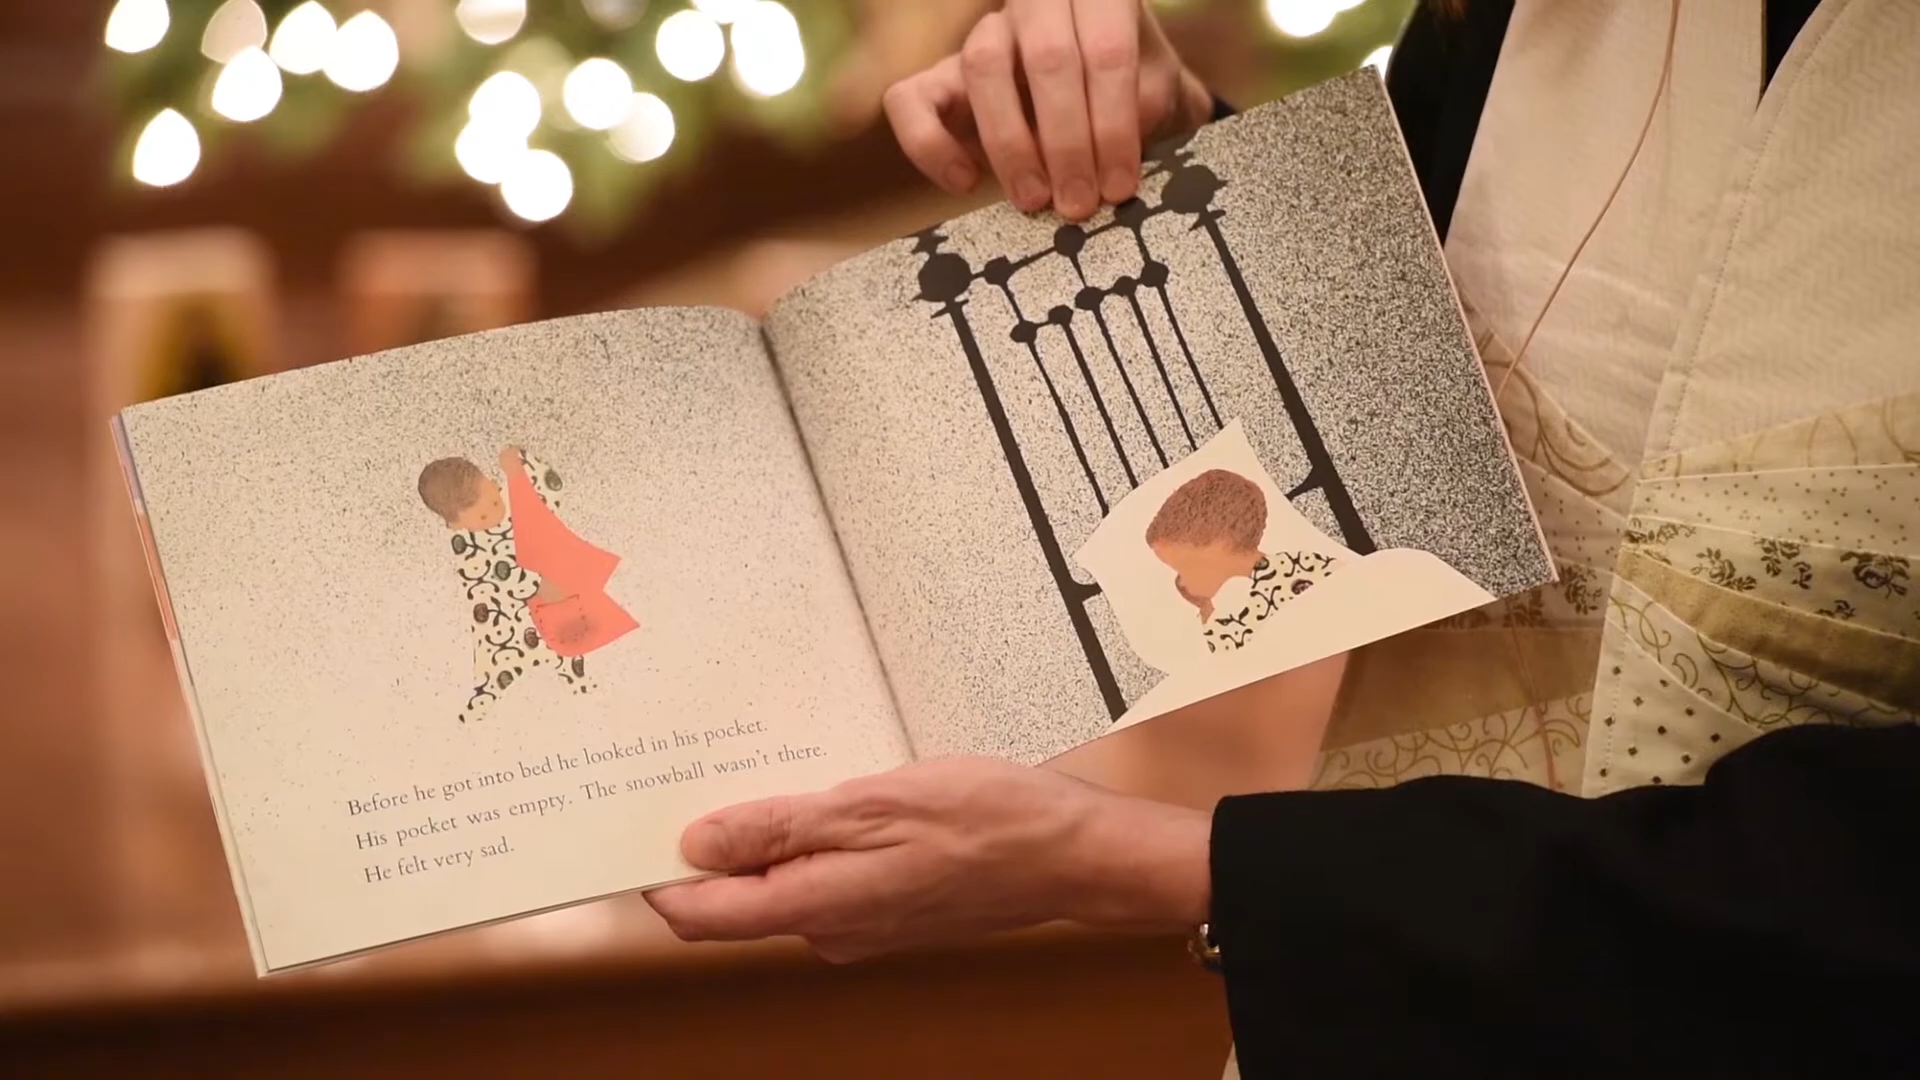 Before he got into bed he looked in his pocket.
His pocket was empty. The snowball wasn't there.
He felt very sad.